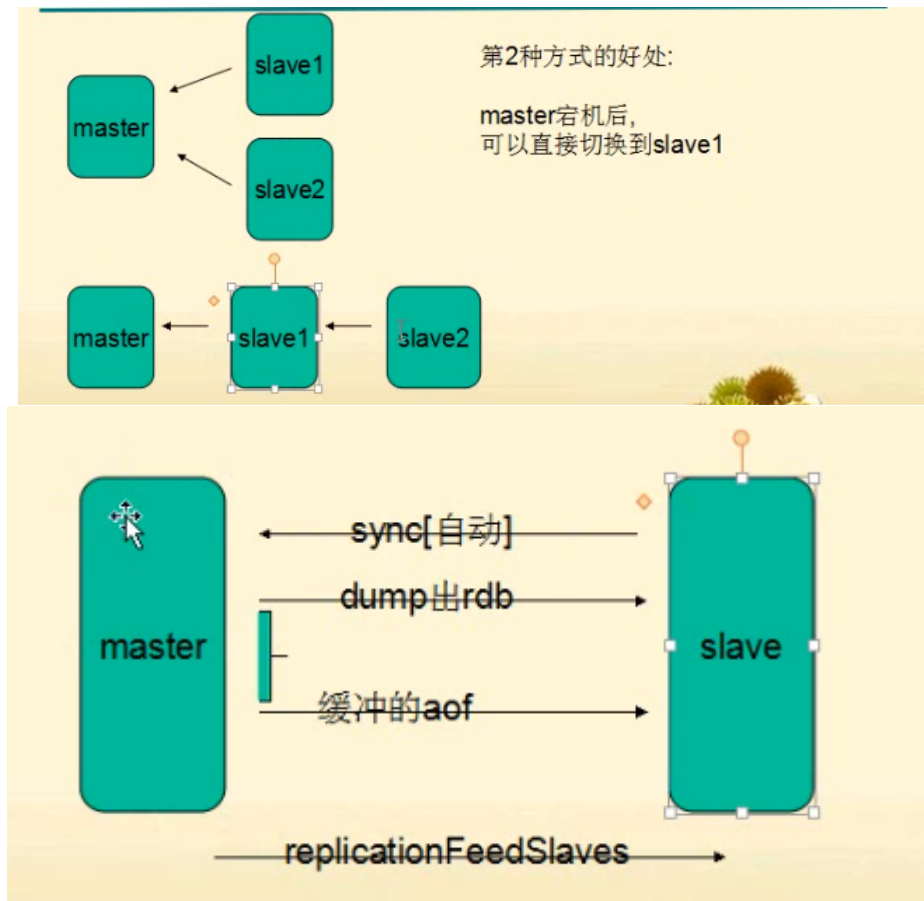 slave1
master
slave2
第2种方式的好处:
master宕机后,
可以直接切换到slave1
master
slave1
slave2
sync[自动]
dump出rdb
master
slave
缓冲的aof
replicationFeedSlaves